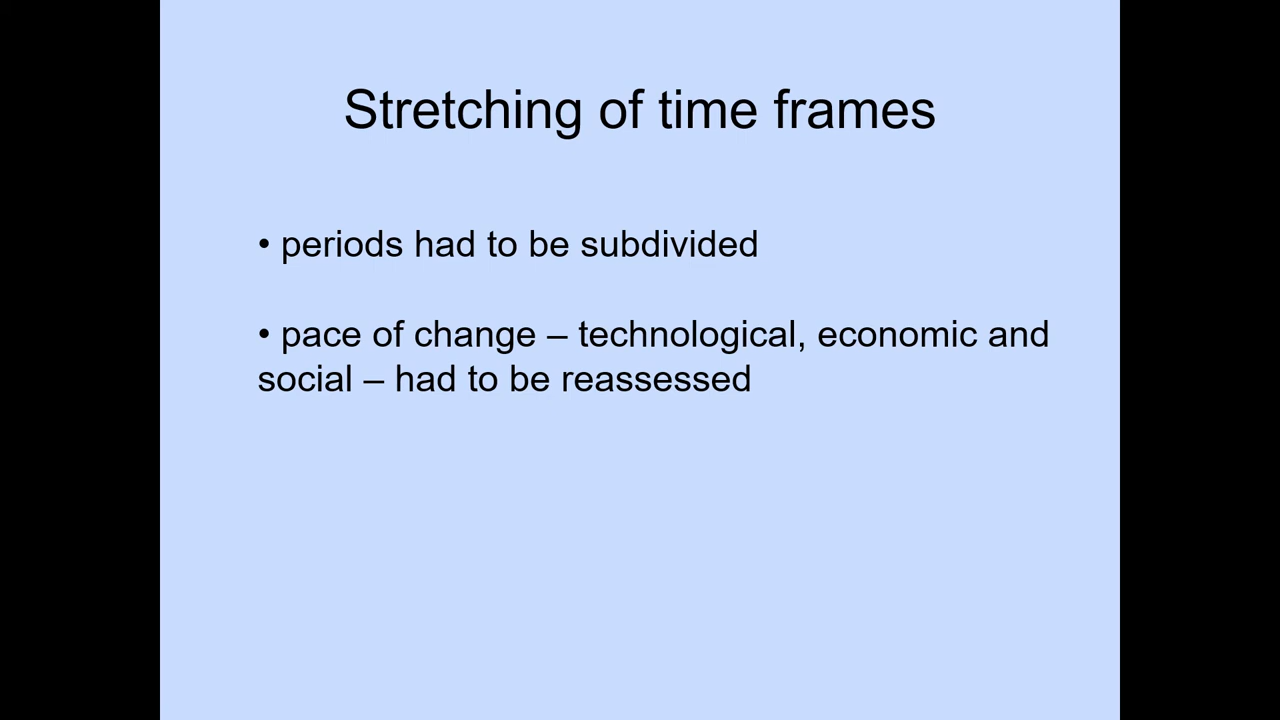 Stretching of time frames
• periods had to be subdivided
• pace of change – technological, economic and
social – had to be reassessed